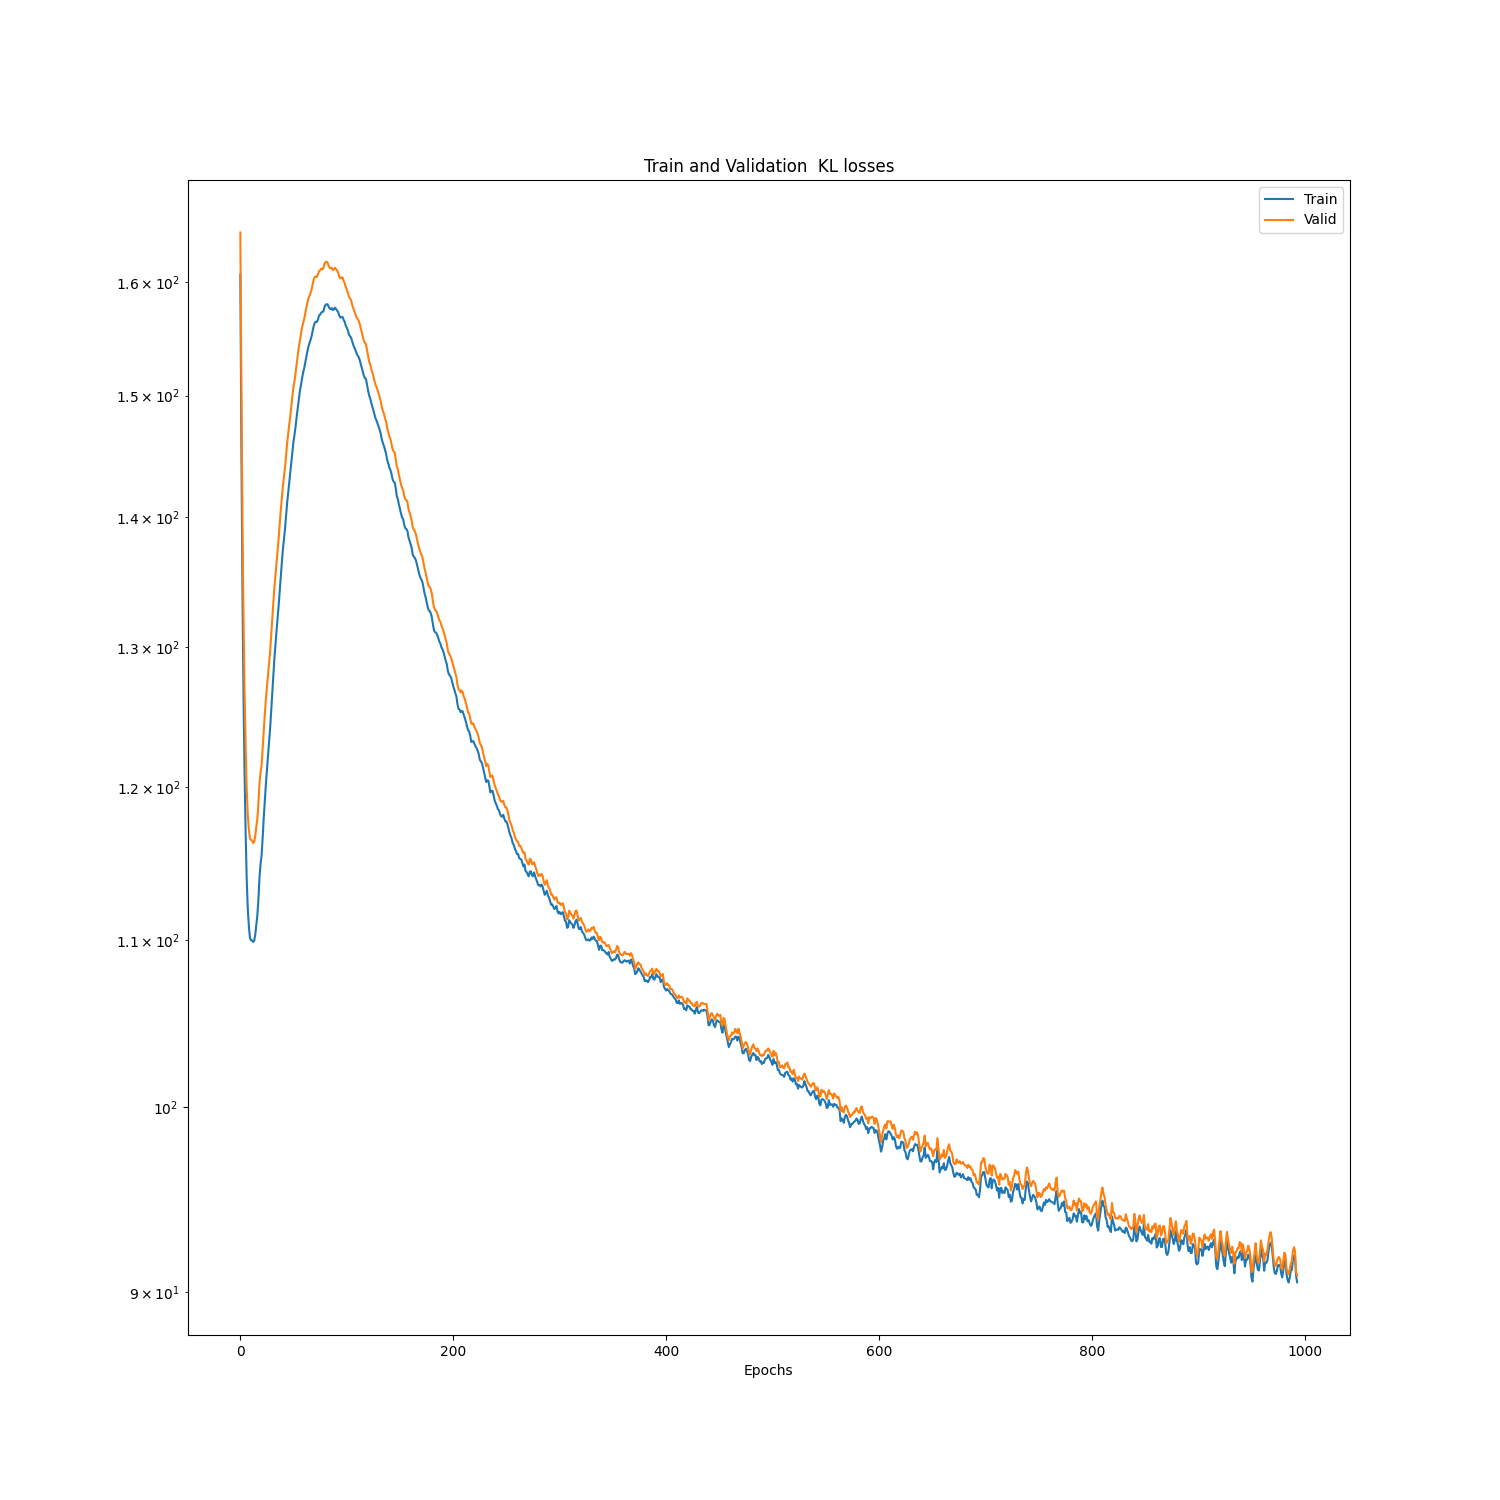 Train and Validation  KL losses
Train
Valid
1.6 × 10²
1.5 × 10²
1.4 × 10²
1.3 × 10²
1.2 × 10²
1.1 × 10²
10²
9 × 10¹
0 200 400 600 800 1000
Epochs